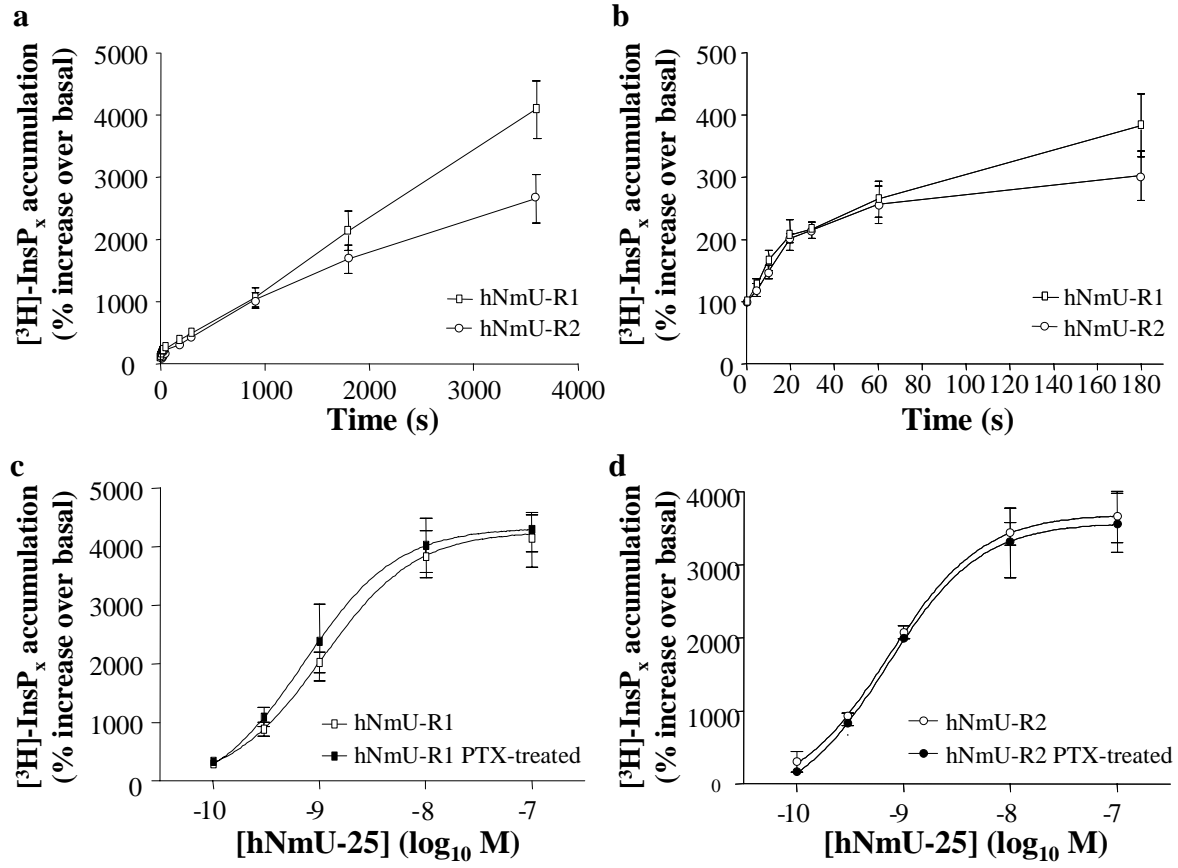 a
[³H]-InsPₓ accumulation
(% increase over basal)
5000
4000
3000
2000
1000
0
0
1000
2000
3000
4000
Time (s)
hNmU-R1
hNmU-R2
b
[³H]-InsPₓ accumulation
(% increase over basal)
500
400
300
200
100
0
0
20
40
60
80
100
120
140
160
180
Time (s)
hNmU-R1
hNmU-R2
c
[³H]-InsPₓ accumulation
(% increase over basal)
5000
4000
3000
2000
1000
0
-10
-9
-8
-7
[hNmU-25] (log₁₀ M)
hNmU-R1
hNmU-R1 PTX-treated
d
[³H]-InsPₓ accumulation
(% increase over basal)
4000
3000
2000
1000
0
-10
-9
-8
-7
[hNmU-25] (log₁₀ M)
hNmU-R2
hNmU-R2 PTX-treated